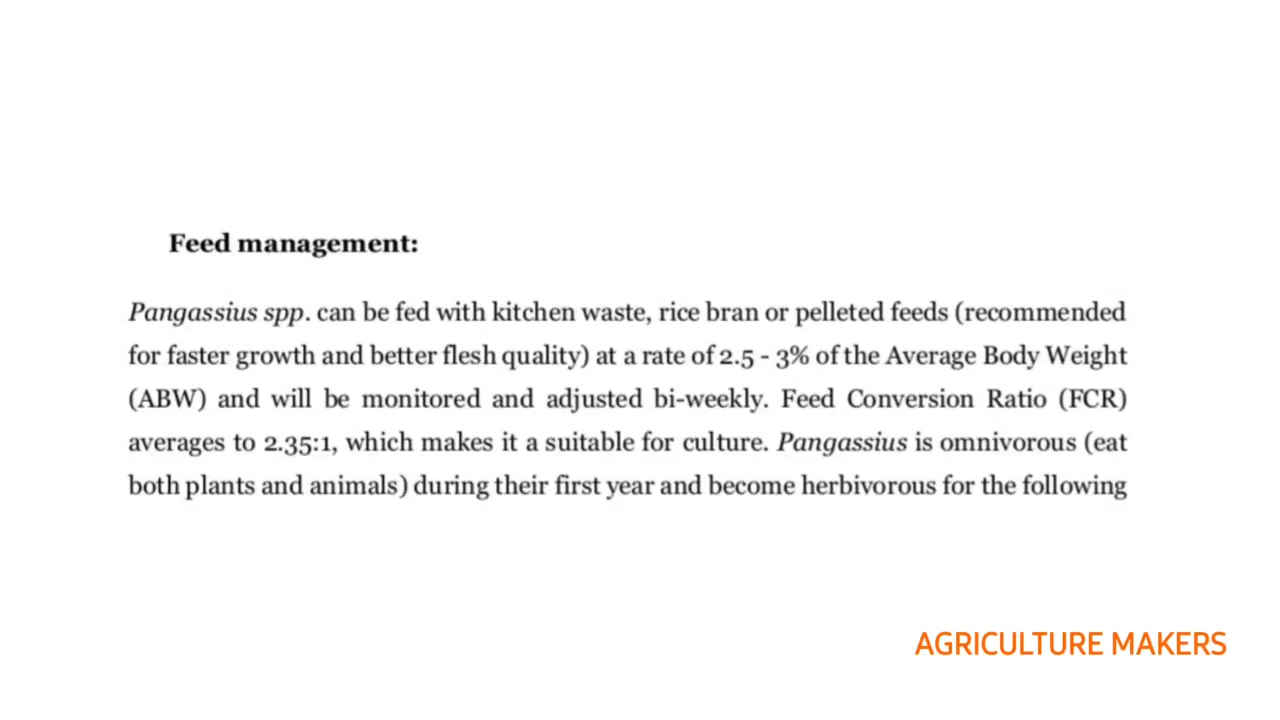 Feed management:
Pangassius spp. can be fed with kitchen waste, rice bran or pelleted feeds (recommended
for faster growth and better flesh quality) at a rate of 2.5 - 3% of the Average Body Weight
(ABW) and will be monitored and adjusted bi-weekly. Feed Conversion Ratio (FCR)
averages to 2.35:1, which makes it a suitable for culture. Pangassius is omnivorous (eat
both plants and animals) during their first year and become herbivorous for the following
AGRICULTURE MAKERS